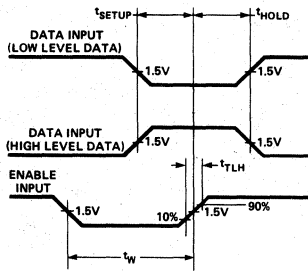 tSETUP
tHOLD
DATA INPUT
(LOW LEVEL DATA)
1.5V
1.5V
DATA INPUT
(HIGH LEVEL DATA)
1.5V
1.5V
tTLH
ENABLE
INPUT
90%
1.5V
10%
1.5V
tW